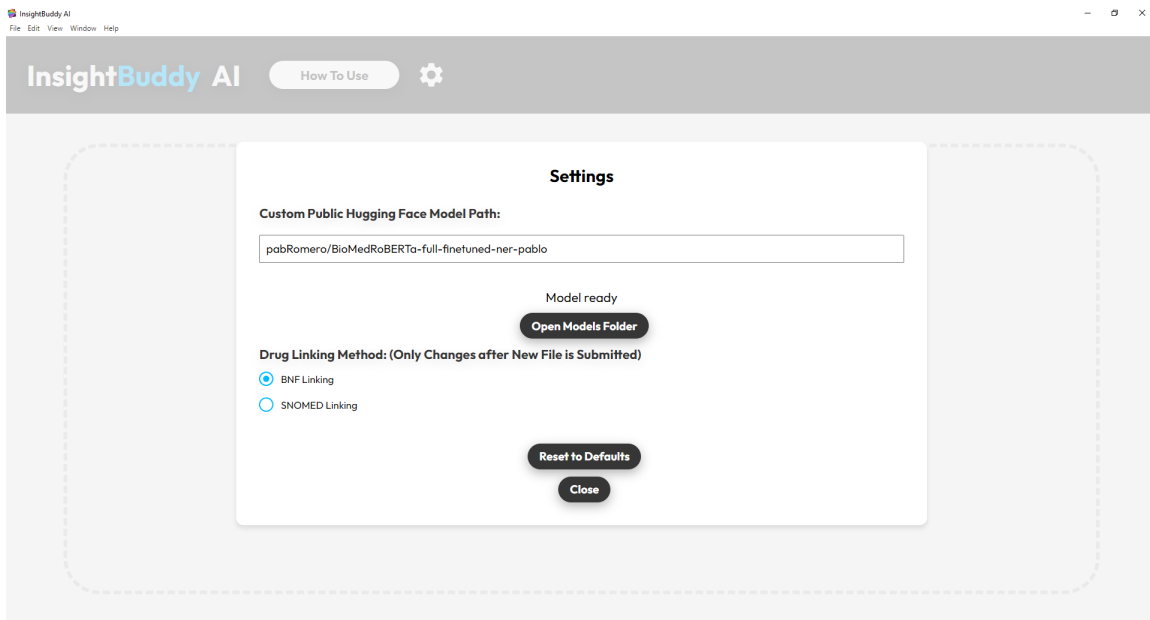 InsightBuddy AI
File Edit View Window Help
InsightBuddy AI
How To Use
Settings
Custom Public Hugging Face Model Path:
pabRomero/BioMedRoBERTa-full-finetuned-ner-pablo
Model ready
Open Models Folder
Drug Linking Method: (Only Changes after New File is Submitted)
BNF Linking
SNOMED Linking
Reset to Defaults
Close